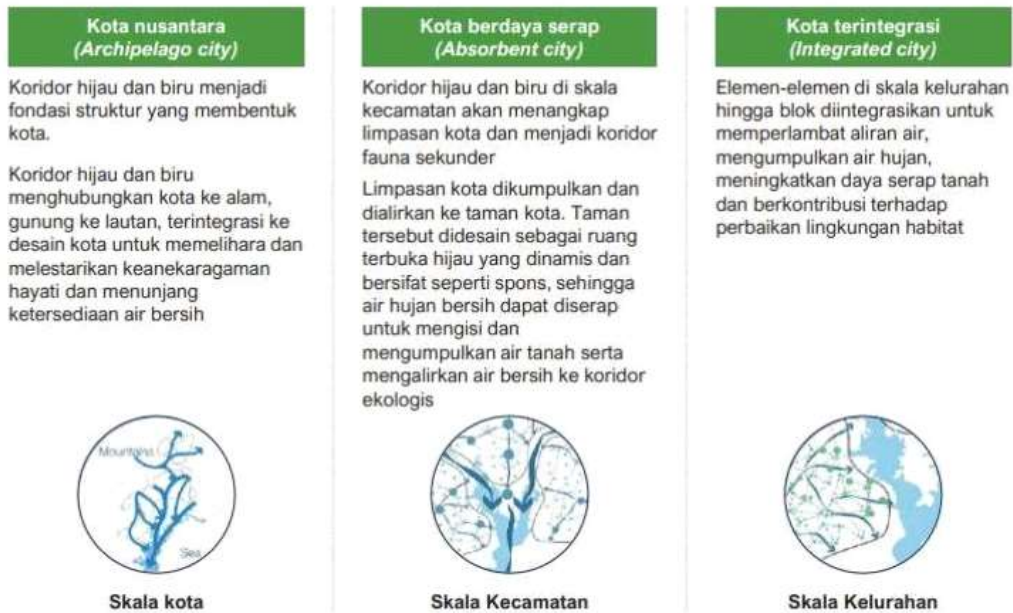 Kota nusantara
(Archipelago city)
Koridor hijau dan biru menjadi
fondasi struktur yang membentuk
kota.
Koridor hijau dan biru
menghubungkan kota ke alam,
gunung ke lautan, terintegrasi ke
desain kota untuk memelihara dan
melestarikan keanekaragaman
hayati dan menunjang
ketersediaan air bersih
Mountains
Sea
Skala kota
Kota berdaya serap
(Absorbent city)
Koridor hijau dan biru di skala
kecamatan akan menangkap
limpasan kota dan menjadi koridor
fauna sekunder
Limpasan kota dikumpulkan dan
dialirkan ke taman kota. Taman
tersebut didesain sebagai ruang
terbuka hijau yang dinamis dan
bersifat seperti spons, sehingga
air hujan bersih dapat diserap
untuk mengisi dan
mengumpulkan air tanah serta
mengalirkan air bersih ke koridor
ekologis
Skala Kecamatan
Kota terintegrasi
(Integrated city)
Elemen-elemen di skala kelurahan
hingga blok diintegrasikan untuk
memperlambat aliran air,
mengumpulkan air hujan,
meningkatkan daya serap tanah
dan berkontribusi terhadap
perbaikan lingkungan habitat
Skala Kelurahan